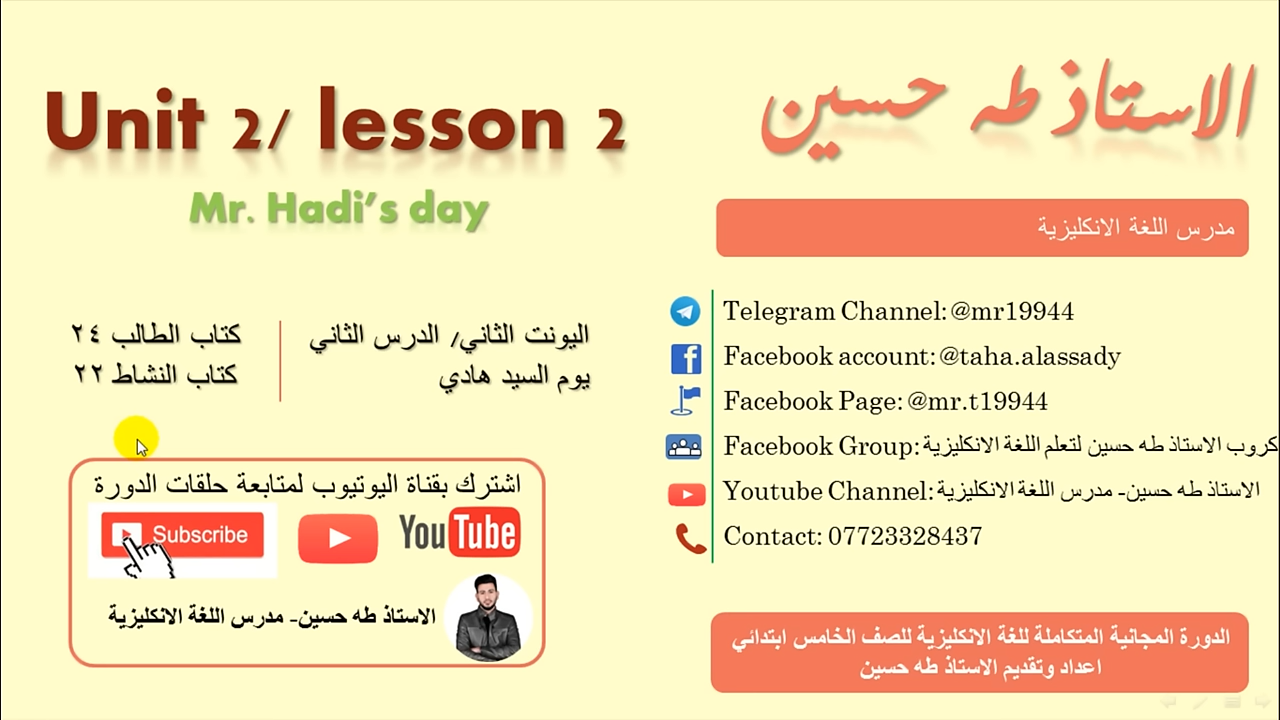 Unit 2/ lesson 2
Mr. Hadi's day
اليونت الثاني/ الدرس الثاني
يوم السيد هادي
كتاب الطالب ٢٤
كتاب النشاط ٢٢
اشترك بقناة اليوتيوب لمتابعة حلقات الدورة
Subscribe
YouTube
الاستاذ طه حسين- مدرس اللغة الانكليزية
الاستاذ طه حسين
مدرس اللغة الانكليزية
Telegram Channel: @mr19944
Facebook account: @taha.alassady
Facebook Page: @mr.t19944
Facebook Group: كروب الاستاذ طه حسين لتعلم اللغة الانكليزية
Youtube Channel: الاستاذ طه حسين- مدرس اللغة الانكليزية
Contact: 07723328437
الدورة المجانية المتكاملة للغة الانكليزية للصف الخامس ابتدائي
اعداد وتقديم الاستاذ طه حسين